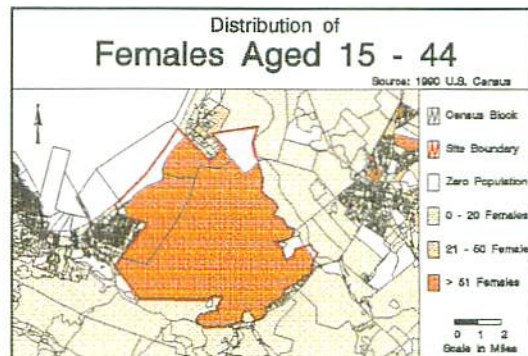 Distribution of
Females Aged 15 - 44
Source: 1990 U.S. Census
Census Block
Site Boundary
Zero Population
0 - 20 Females
21 - 50 Females
> 51 Females
0 1 2
Scale in Miles